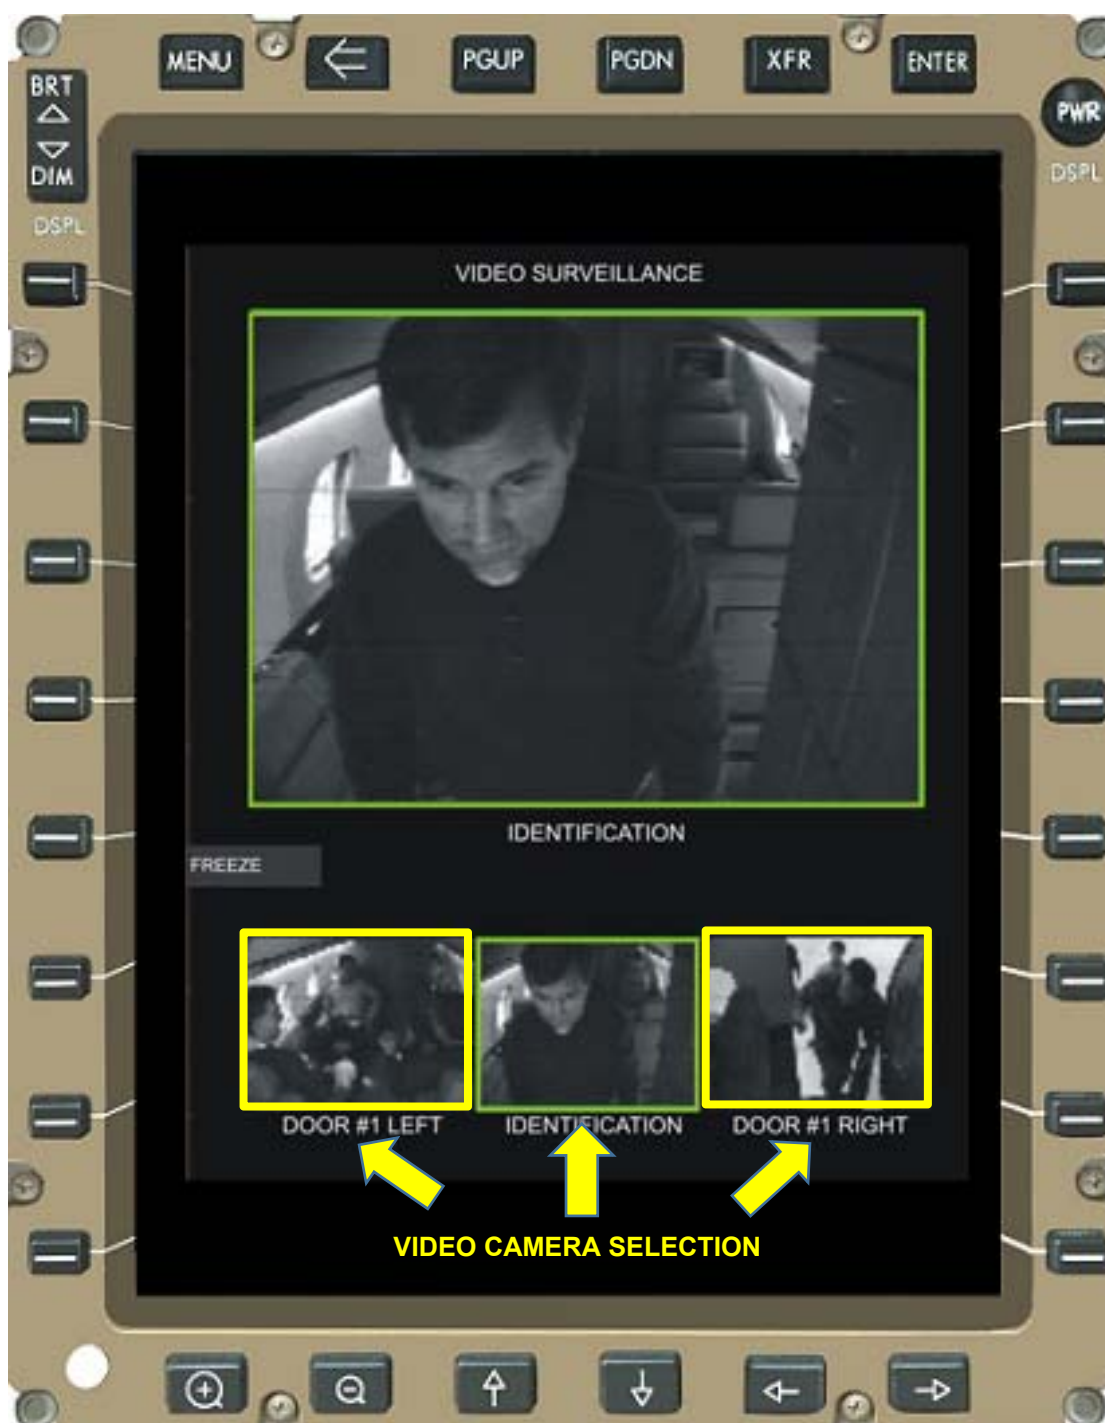 MENU
PGUP
PGDN
XFR
ENTER
BRT
DIM
DSPL
PWR
DSPL
VIDEO SURVEILLANCE
IDENTIFICATION
FREEZE
DOOR #1 LEFT
IDENTIFICATION
DOOR #1 RIGHT
VIDEO CAMERA SELECTION